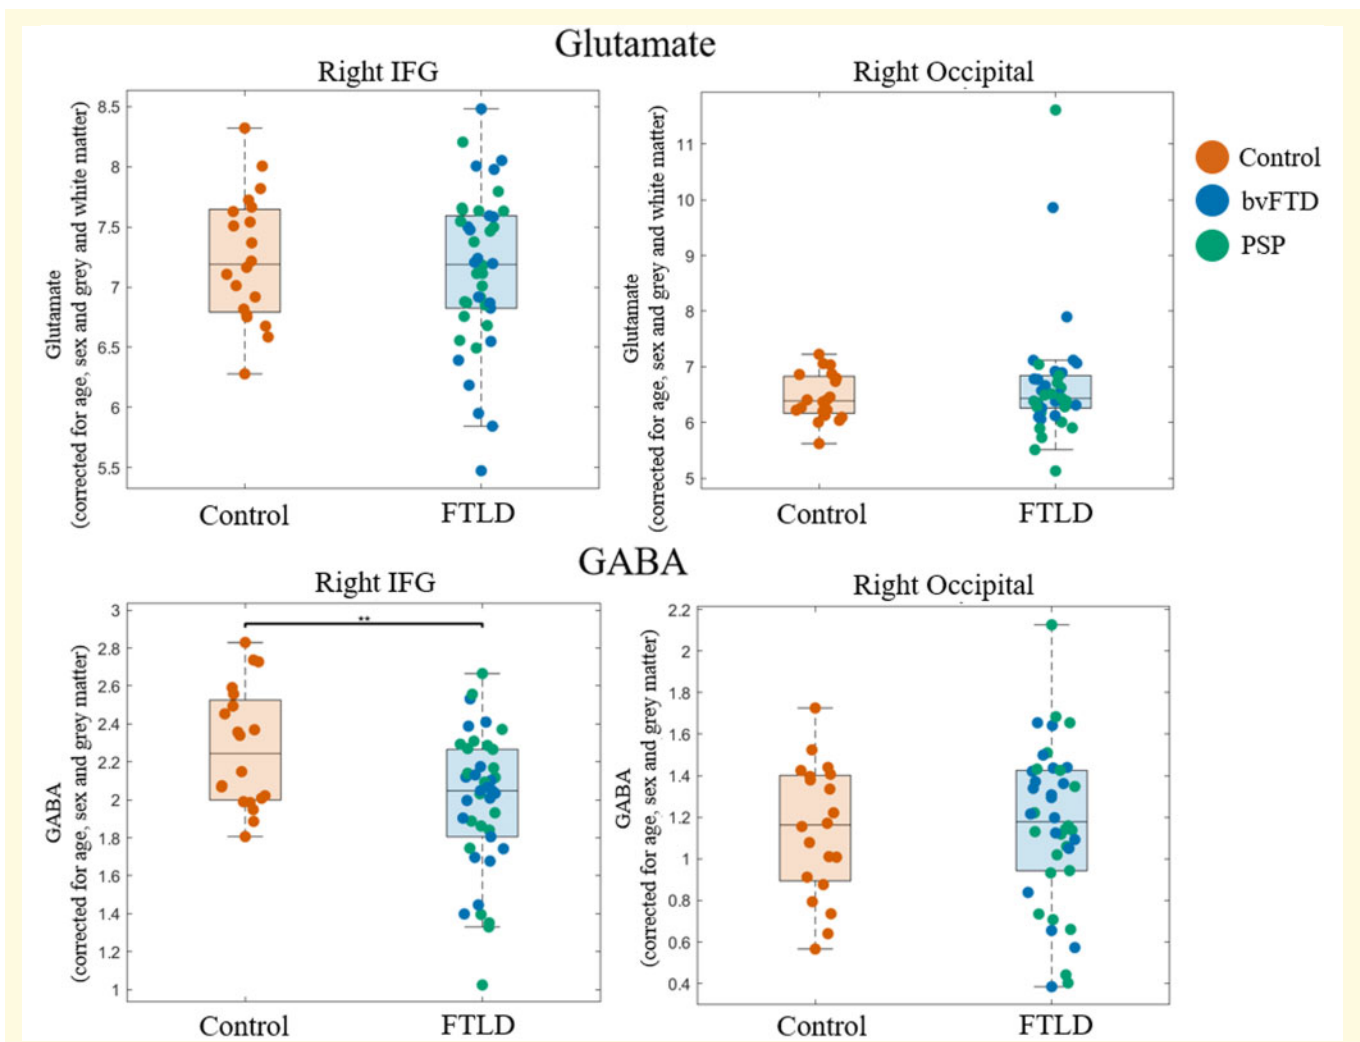 Glutamate
Right IFG
Right Occipital
Glutamate
(corrected for age, sex and grey and white matter)
8.5
8
7.5
7
6.5
6
5.5
Control
FTLD
Glutamate
(corrected for age, sex and grey and white matter)
11
10
9
8
7
6
5
Control
FTLD
Control
bvFTD
PSP
GABA
Right IFG
Right Occipital
GABA
(corrected for age, sex and grey matter)
3
2.8
2.6
2.4
2.2
2
1.8
1.6
1.4
1.2
1
**
Control
FTLD
GABA
(corrected for age, sex and grey matter)
2.2
2
1.8
1.6
1.4
1.2
1
0.8
0.6
0.4
Control
FTLD